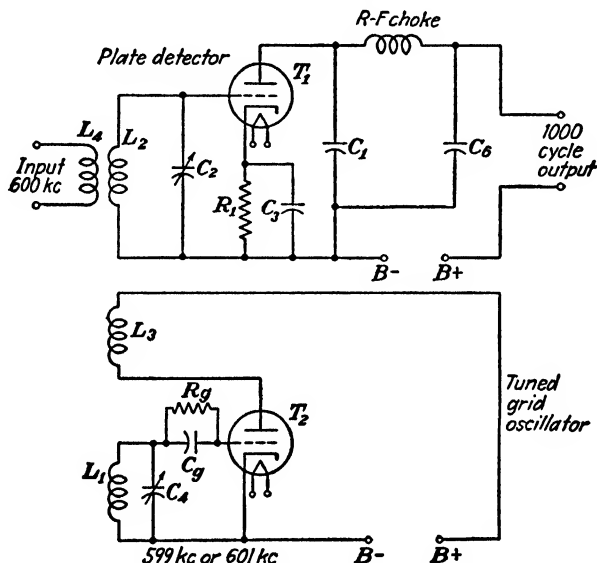 R-F choke
Plate detector
T1
L4
L2
Input
600 kc
C2
R1
C3
C1
C6
1000
cycle
output
B-
B+
L3
Rg
T2
Tuned
grid
oscillator
L1
Cg
C4
599 kc or 601 kc
B-
B+